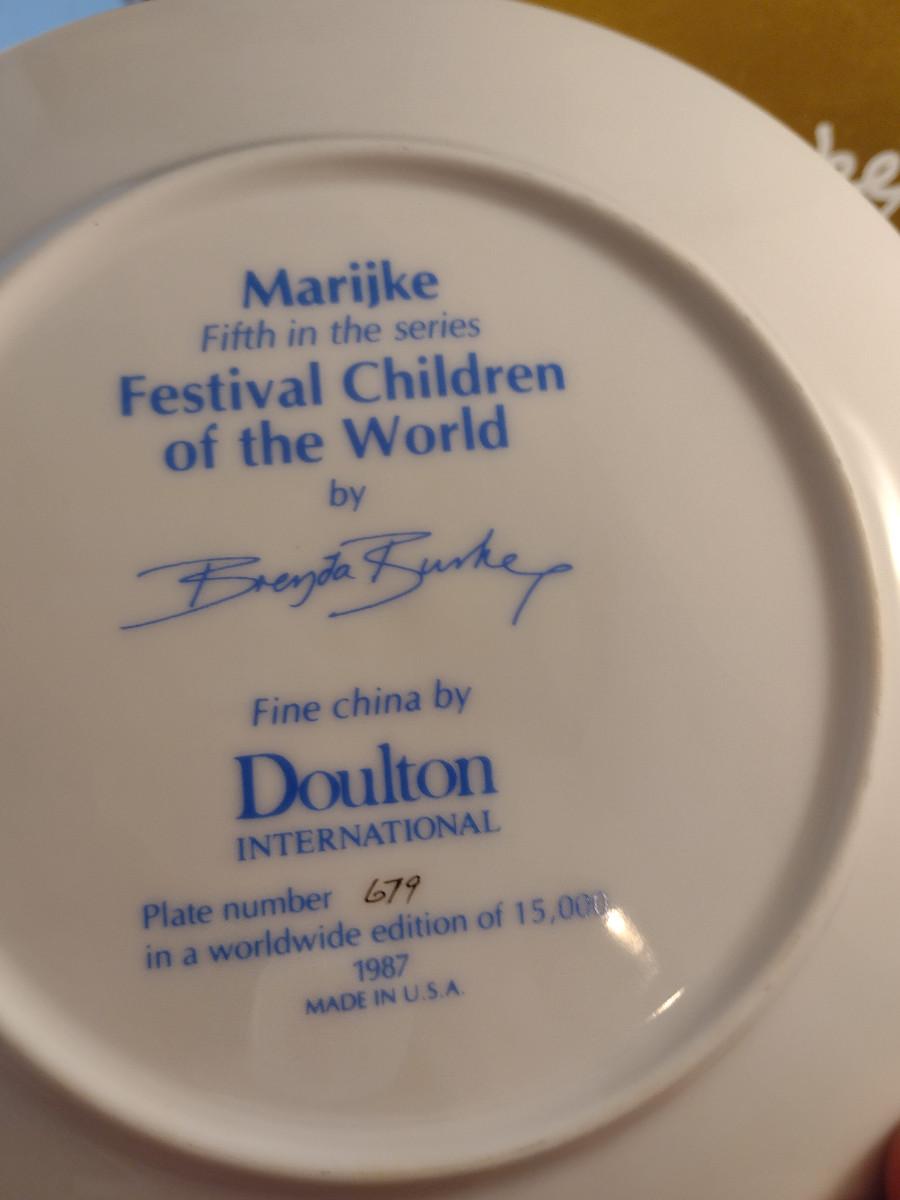 Marijke
Fifth in the series
Festival Children
of the World
by
Brenda Burke
Fine china by
Doulton
INTERNATIONAL
Plate number 679
in a worldwide edition of 15,000
1987
MADE IN U.S.A.